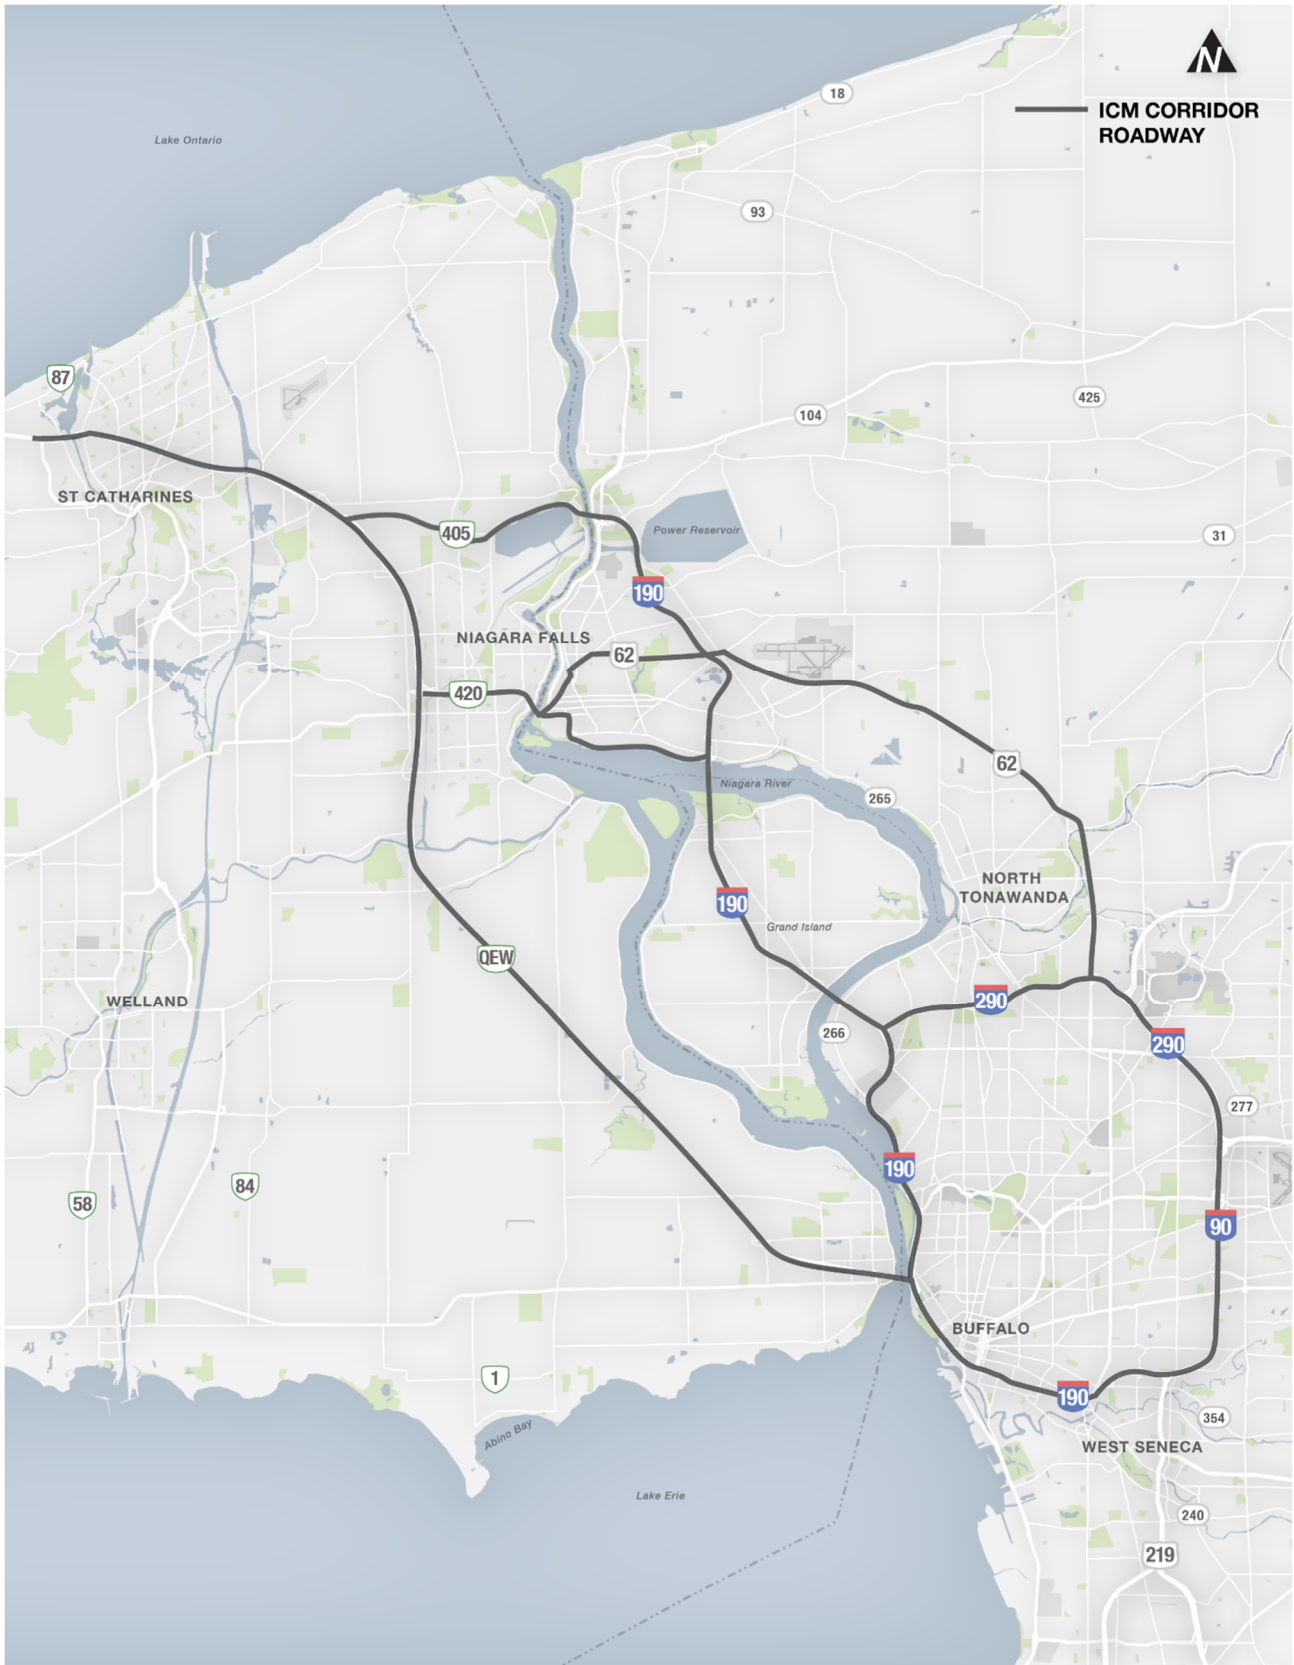 N
ICM CORRIDOR
ROADWAY
18
Lake Ontario
93
87
425
104
ST CATHARINES
405
Power Reservoir
31
190
NIAGARA FALLS
62
420
62
Niagara River
265
NORTH
TONAWANDA
190
Grand Island
QEW
WELLAND
290
266
290
277
190
84
58
90
BUFFALO
1
190
354
Abino Bay
WEST SENECA
Lake Erie
240
219